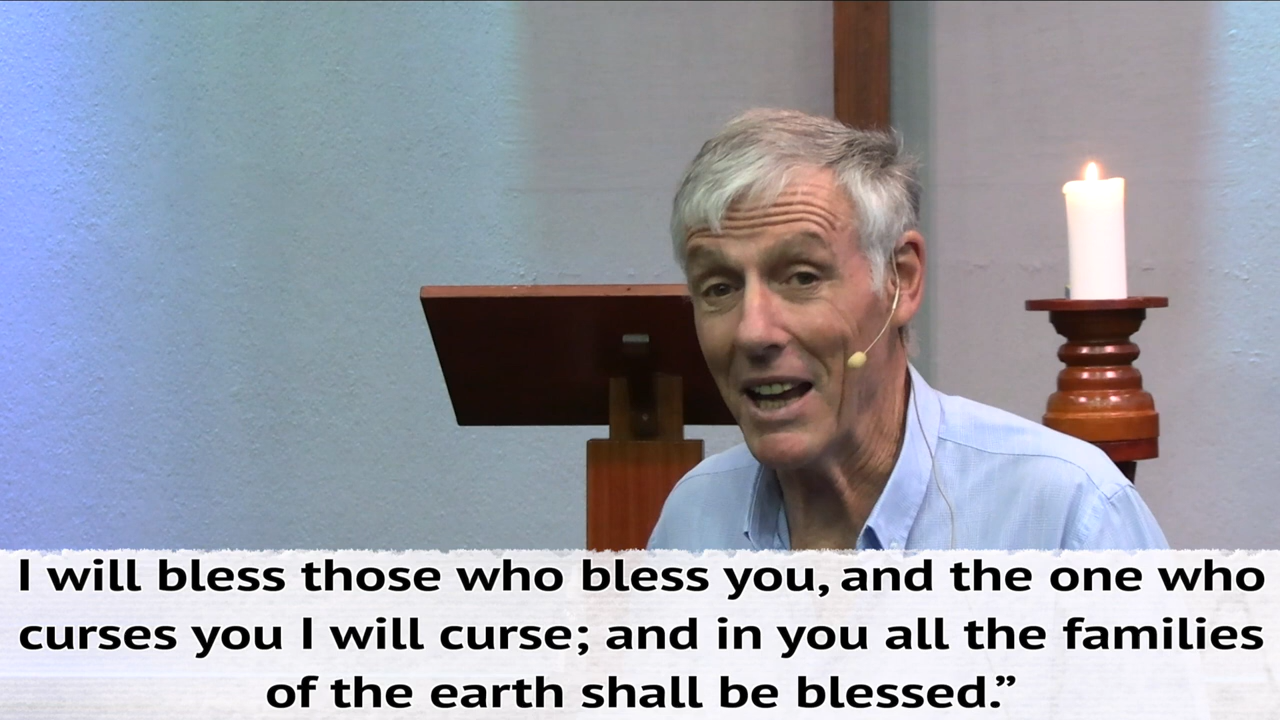 I will bless those who bless you, and the one who
curses you I will curse; and in you all the families
of the earth shall be blessed.”